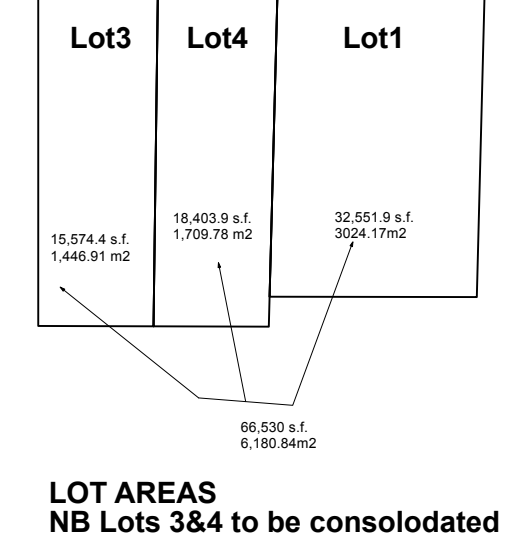 Lot3
Lot4
Lot1
15,574.4 s.f.
1,446.91 m2
18,403.9 s.f.
1,709.78 m2
32,551.9 s.f.
3024.17m2
66,530 s.f.
6,180.84m2
LOT AREAS
NB Lots 3&4 to be consolodated